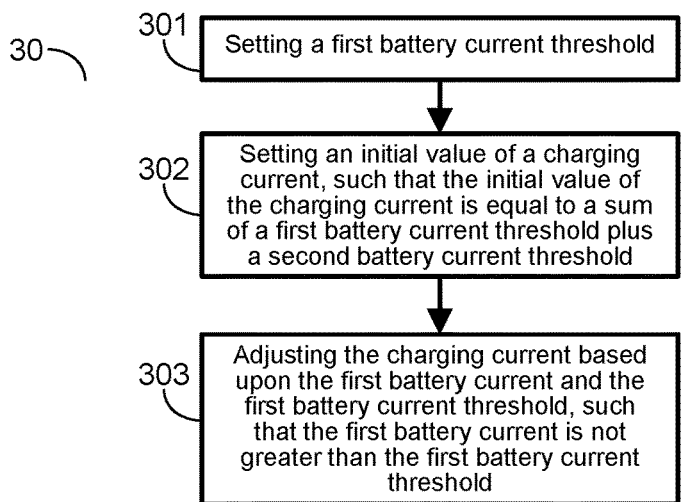 30
301
Setting a first battery current threshold
302
Setting an initial value of a charging
current, such that the initial value of
the charging current is equal to a sum
of a first battery current threshold plus
a second battery current threshold
303
Adjusting the charging current based
upon the first battery current and the
first battery current threshold, such
that the first battery current is not
greater than the first battery current
threshold